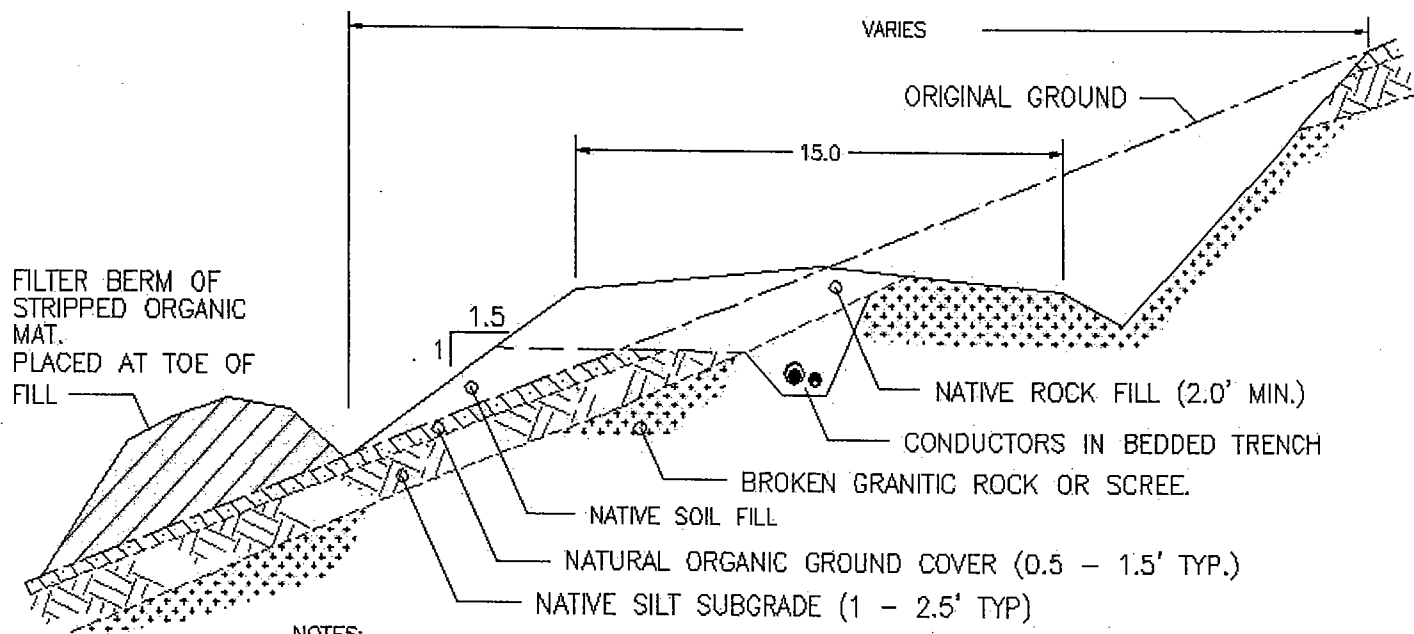 VARIES
ORIGINAL GROUND
15.0
FILTER BERM OF
STRIPPED ORGANIC
MAT.
PLACED AT TOE OF
FILL
1.5
1
NATIVE ROCK FILL (2.0' MIN.)
CONDUCTORS IN BEDDED TRENCH
BROKEN GRANITIC ROCK OR SCREE.
NATIVE SOIL FILL
NATURAL ORGANIC GROUND COVER (0.5 - 1.5' TYP.)
NATIVE SILT SUBGRADE (1 - 2.5' TYP)
NOTES: